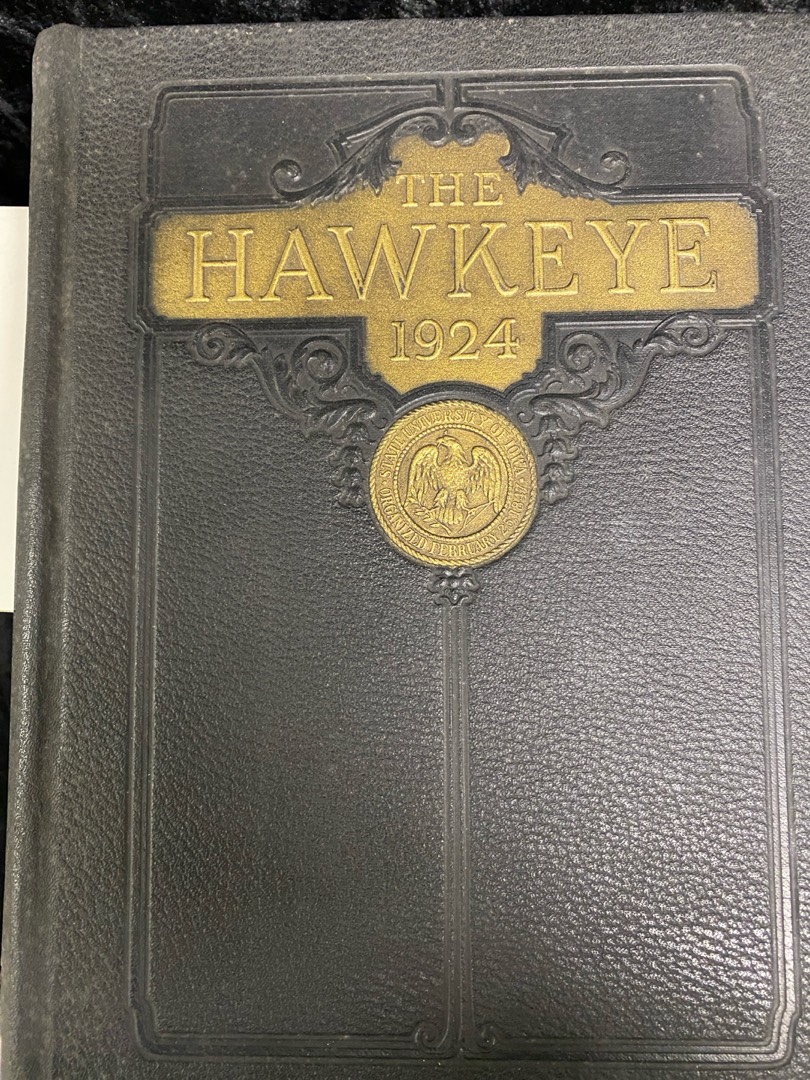 THE
HAWKEYE
1924
STATE UNIVERSITY OF IOWA
ORGANIZED FEBRUARY